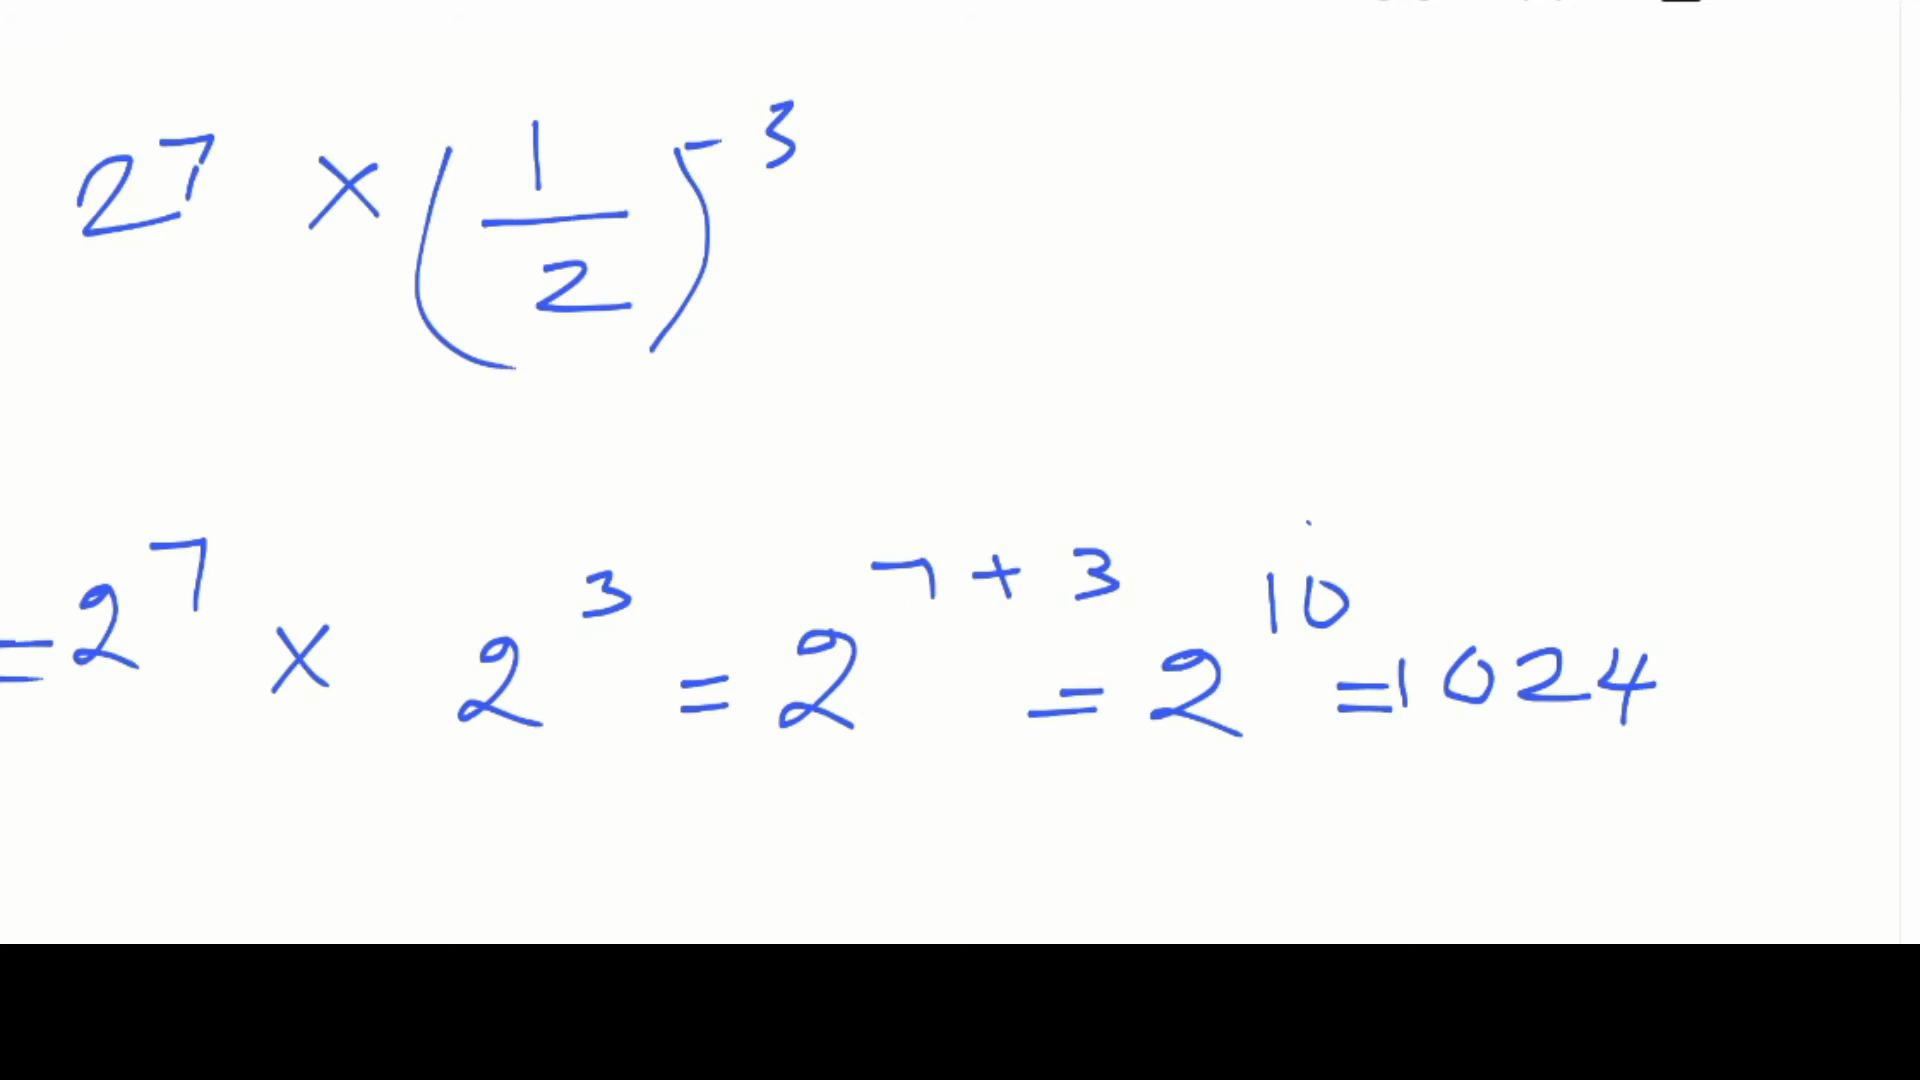 2⁷ × (1/2)⁻³
= 2⁷ × 2³ = 2⁷⁺³ = 2¹⁰ = 1024